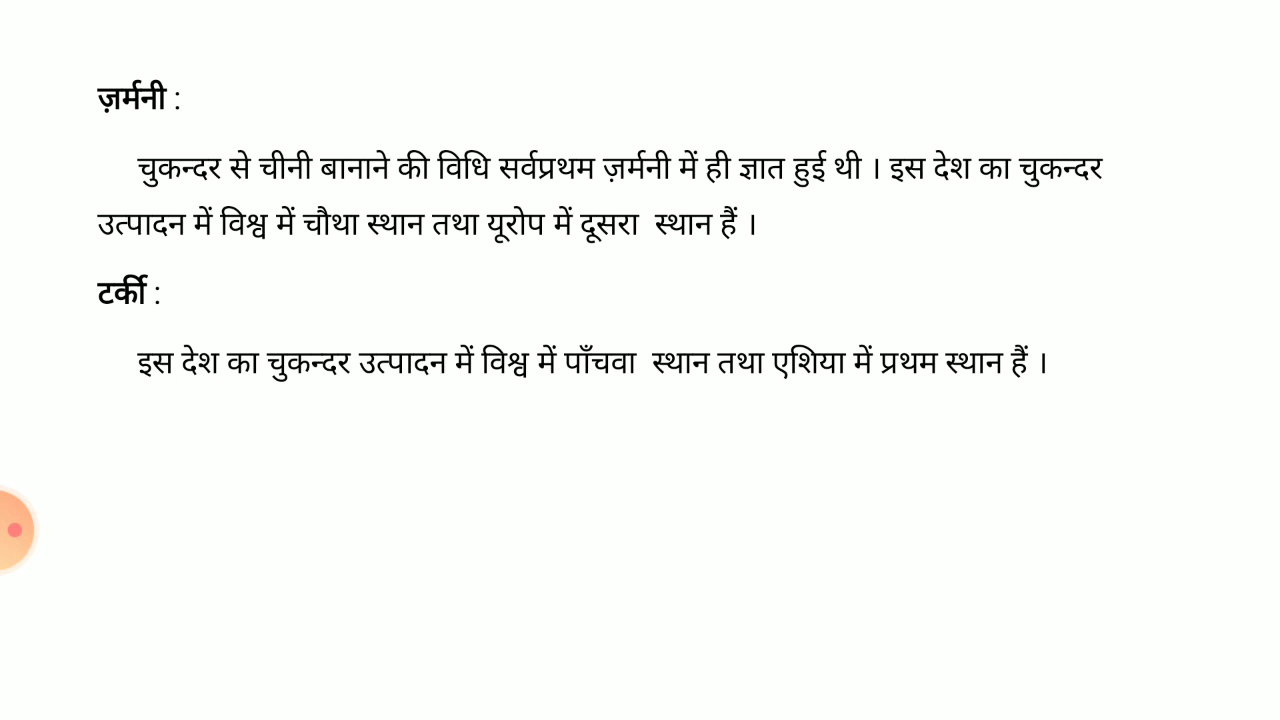 ज़र्मनी :
चुकन्दर से चीनी बानाने की विधि सर्वप्रथम ज़र्मनी में ही ज्ञात हुई थी । इस देश का चुकन्दर
उत्पादन में विश्व में चौथा स्थान तथा यूरोप में दूसरा स्थान हैं ।
टर्की :
इस देश का चुकन्दर उत्पादन में विश्व में पाँचवा स्थान तथा एशिया में प्रथम स्थान हैं ।